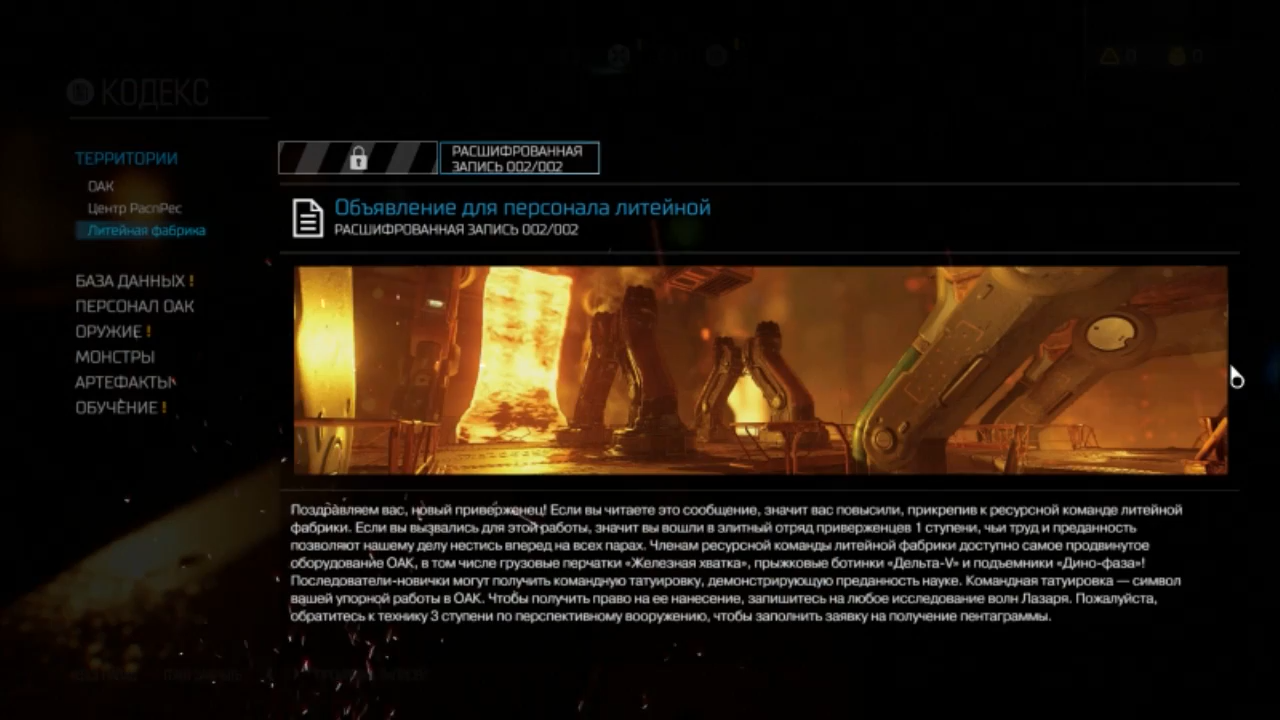 КОДЕКС
ТЕРРИТОРИИ
ОАК
Центр РаспРес
Литейная фабрика
БАЗА ДАННЫХ !
ПЕРСОНАЛ ОАК
ОРУЖИЕ !
МОНСТРЫ
АРТЕФАКТЫ
ОБУЧЕНИЕ !
РАСШИФРОВАННАЯ
ЗАПИСЬ 002/002
Объявление для персонала литейной
РАСШИФРОВАННАЯ ЗАПИСЬ 002/002
Поздравляем вас, новый приверженец! Если вы читаете это сообщение, значит вас повысили, прикрепив к ресурсной команде литейной
фабрики. Если вы вызвались для этой работы, значит вы вошли в элитный отряд приверженцев 1 ступени, чьи труд и преданность
позволяют нашему делу нестись вперед на всех парах. Членам ресурсной команды литейной фабрики доступно самое продвинутое
оборудование ОАК, в том числе грузовые перчатки «Железная хватка», прыжковые ботинки «Дельта-V» и подъемники «Дино-фаза»!
Последователи-новички могут получить командную татуировку, демонстрирующую преданность науке. Командная татуировка — символ
вашей упорной работы в ОАК. Чтобы получить право на ее нанесение, запишитесь на любое исследование волн Лазаря. Пожалуйста,
обратитесь к технику 3 ступени по перспективному вооружению, чтобы заполнить заявку на получение пентаграммы.